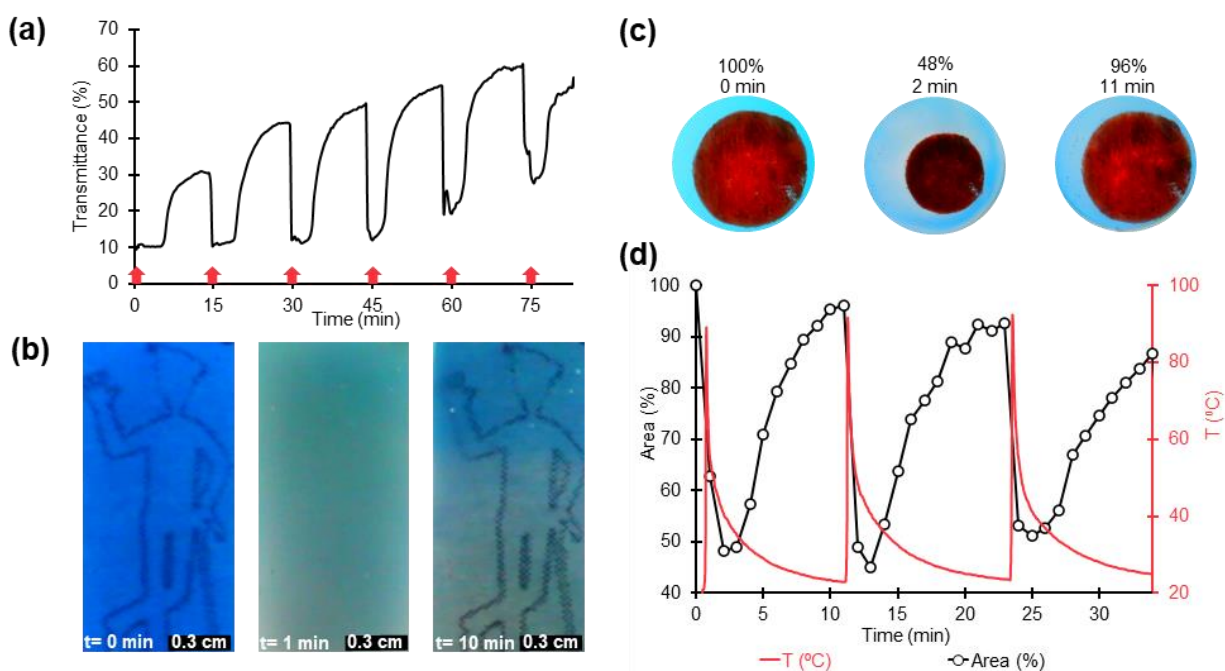 (a)
Transmittance (%)
70
60
50
40
30
20
10
0
0 15 30 45 60 75
Time (min)
(b)
t= 0 min 0.3 cm
t= 1 min 0.3 cm
t= 10 min 0.3 cm
(c)
100%
0 min
48%
2 min
96%
11 min
(d)
Area (%)
100
90
80
70
60
50
40
T (ºC)
100
80
60
40
20
0 5 10 15 20 25 30
Time (min)
T (ºC) Area (%)